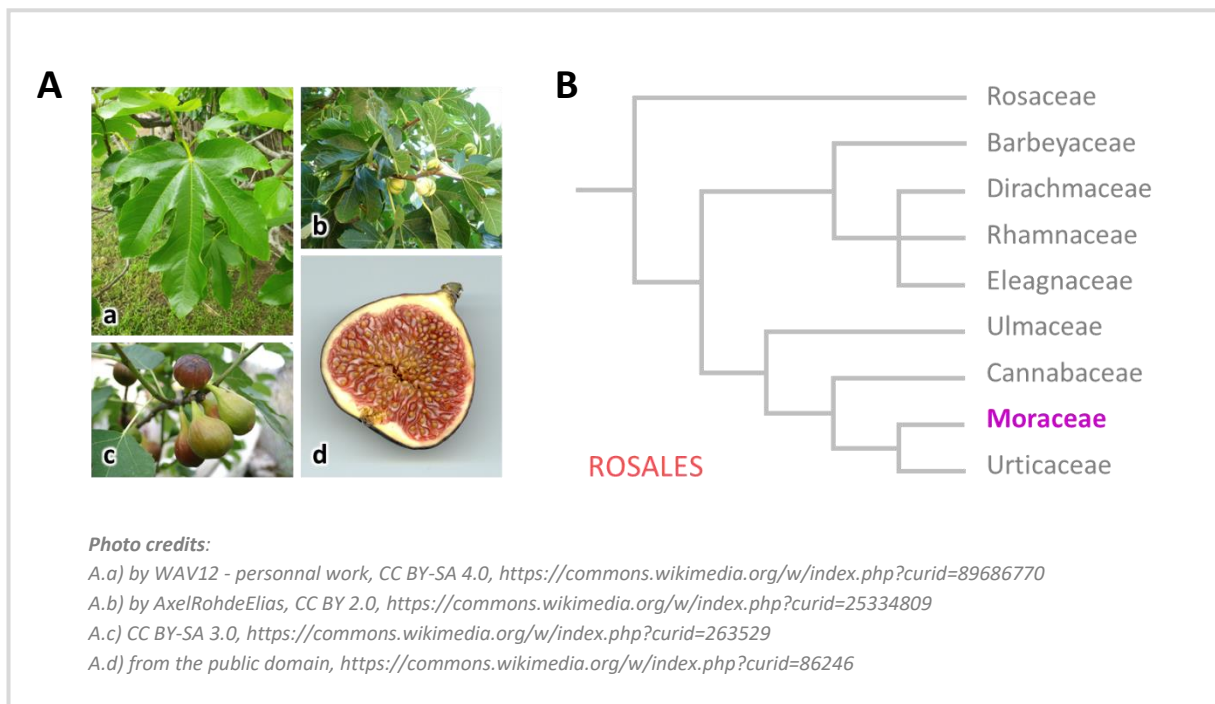 A
a
b
c
d
B
Rosaceae
Barbeyaceae
Dirachmaceae
Rhamnaceae
Eleagnaceae
Ulmaceae
Cannabaceae
Moraceae
Urticaceae
ROSALES
Photo credits:
A.a) by WAV12 - personnal work, CC BY-SA 4.0, https://commons.wikimedia.org/w/index.php?curid=89686770
A.b) by AxelRohdeElias, CC BY 2.0, https://commons.wikimedia.org/w/index.php?curid=25334809
A.c) CC BY-SA 3.0, https://commons.wikimedia.org/w/index.php?curid=263529
A.d) from the public domain, https://commons.wikimedia.org/w/index.php?curid=86246